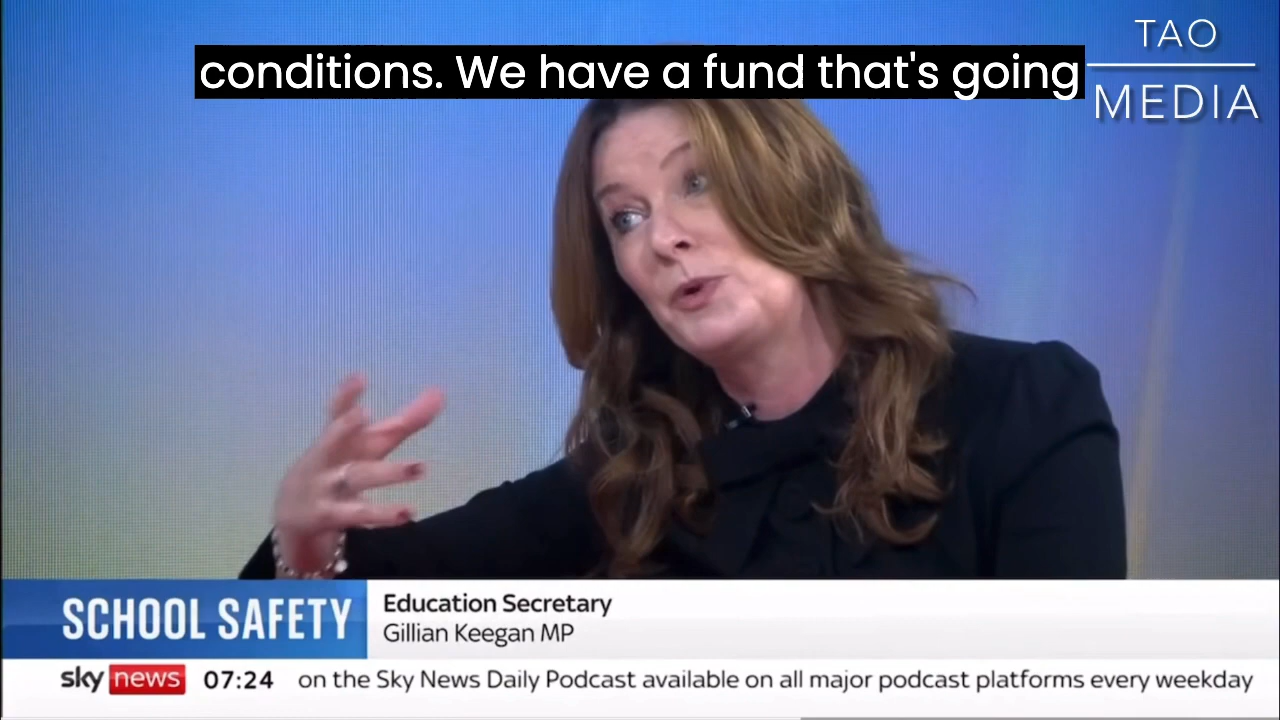 conditions. We have a fund that's going
TAO
MEDIA
SCHOOL SAFETY
Education Secretary
Gillian Keegan MP
sky news 07:24 on the Sky News Daily Podcast available on all major podcast platforms every weekday